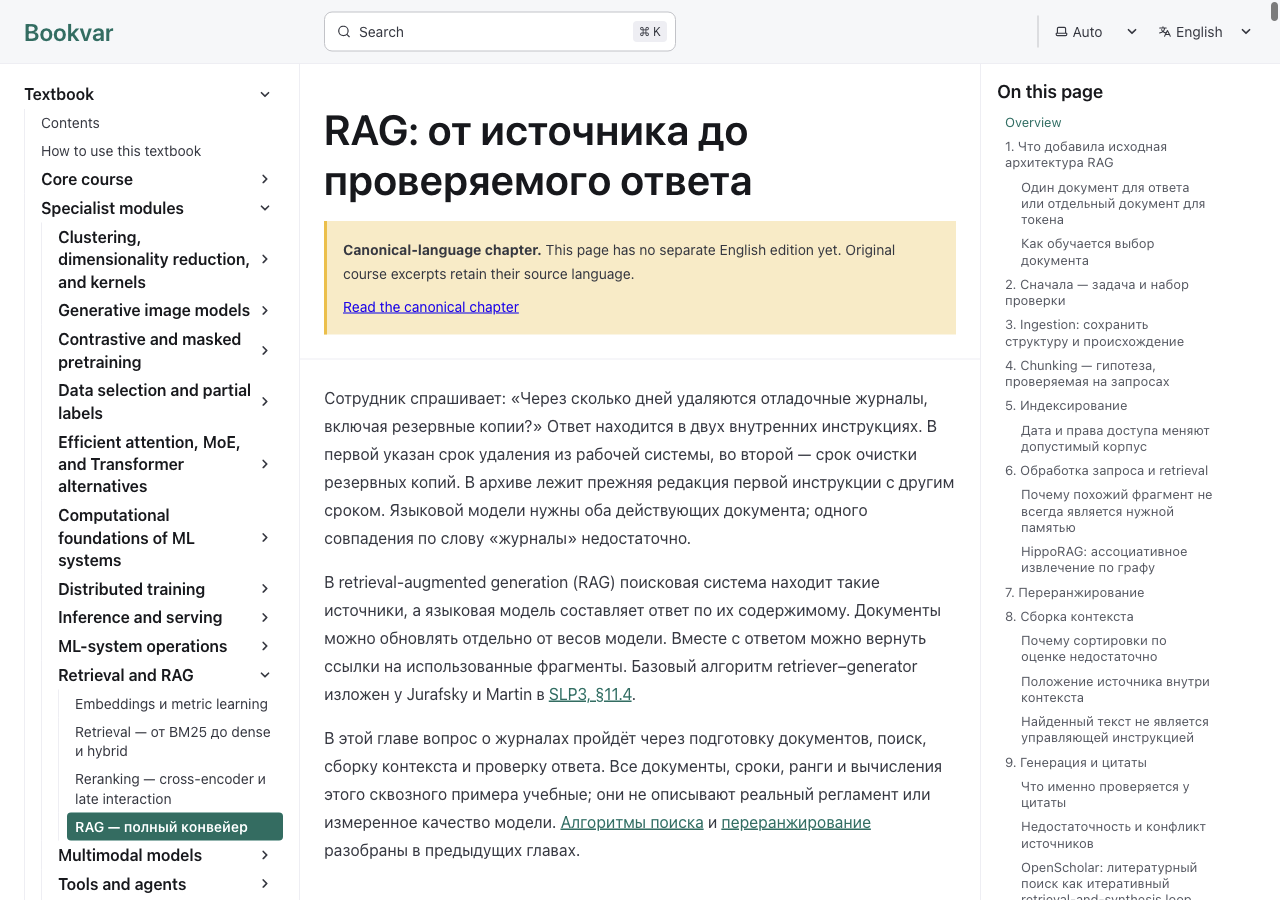 Bookvar
Search
⌘ K
Auto
English
Textbook
Contents
How to use this textbook
Core course
Specialist modules
Clustering,
dimensionality reduction,
and kernels
Generative image models
Contrastive and masked
pretraining
Data selection and partial
labels
Efficient attention, MoE,
and Transformer
alternatives
Computational
foundations of ML
systems
Distributed training
Inference and serving
ML-system operations
Retrieval and RAG
Embeddings и metric learning
Retrieval — от BM25 до dense
и hybrid
Reranking — cross-encoder и
late interaction
RAG — полный конвейер
Multimodal models
Tools and agents
RAG: от источника до
проверяемого ответа
Canonical-language chapter. This page has no separate English edition yet. Original
course excerpts retain their source language.
Read the canonical chapter
Сотрудник спрашивает: «Через сколько дней удаляются отладочные журналы,
включая резервные копии?» Ответ находится в двух внутренних инструкциях. В
первой указан срок удаления из рабочей системы, во второй — срок очистки
резервных копий. В архиве лежит прежняя редакция первой инструкции с другим
сроком. Языковой модели нужны оба действующих документа; одного
совпадения по слову «журналы» недостаточно.
В retrieval-augmented generation (RAG) поисковая система находит такие
источники, а языковая модель составляет ответ по их содержимому. Документы
можно обновлять отдельно от весов модели. Вместе с ответом можно вернуть
ссылки на использованные фрагменты. Базовый алгоритм retriever–generator
изложен у Jurafsky и Martin в SLP3, §11.4.
В этой главе вопрос о журналах пройдёт через подготовку документов, поиск,
сборку контекста и проверку ответа. Все документы, сроки, ранги и вычисления
этого сквозного примера учебные; они не описывают реальный регламент или
измеренное качество модели. Алгоритмы поиска и переранжирование
разобраны в предыдущих главах.
On this page
Overview
1. Что добавила исходная
архитектура RAG
Один документ для ответа
или отдельный документ для
токена
Как обучается выбор
документа
2. Сначала — задача и набор
проверки
3. Ingestion: сохранить
структуру и происхождение
4. Chunking — гипотеза,
проверяемая на запросах
5. Индексирование
Дата и права доступа меняют
допустимый корпус
6. Обработка запроса и retrieval
Почему похожий фрагмент не
всегда является нужной
памятью
HippoRAG: ассоциативное
извлечение по графу
7. Переранжирование
8. Сборка контекста
Почему сортировки по
оценке недостаточно
Положение источника внутри
контекста
Найденный текст не является
управляющей инструкцией
9. Генерация и цитаты
Что именно проверяется у
цитаты
Недостаточность и конфликт
источников
OpenScholar: литературный
поиск как итеративный
retrieval-and-synthesis loop